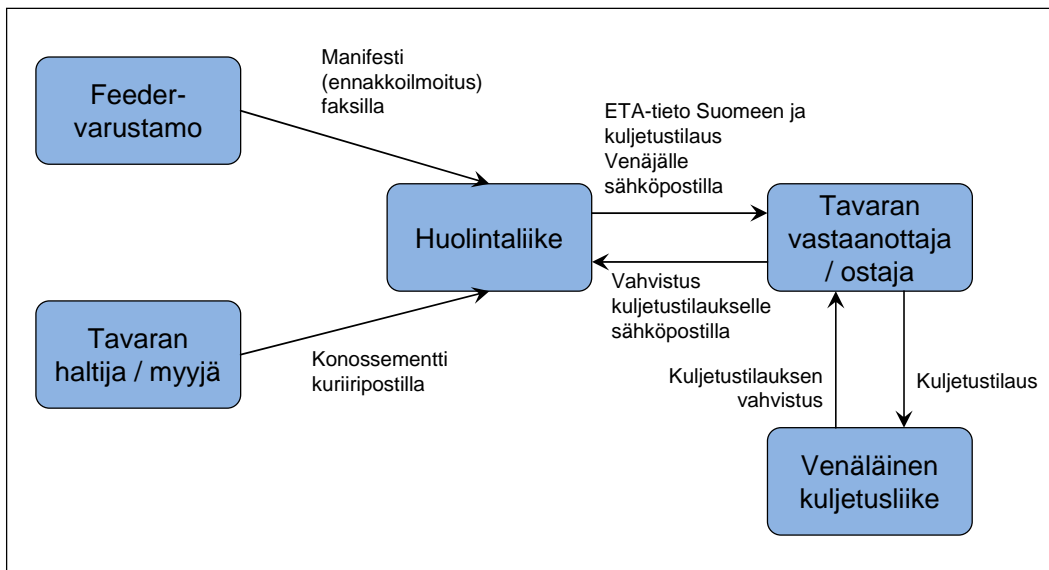 Feeder-
varustamo
Manifesti
(ennakkoilmoitus)
faksilla
ETA-tieto Suomeen ja
kuljetustilaus
Venäjälle
sähköpostilla
Huolintaliike
Tavaran
vastaanottaja
/ ostaja
Vahvistus
kuljetustilaukselle
sähköpostilla
Tavaran
haltija / myyjä
Konossementti
kuriiripostilla
Kuljetustilauksen
vahvistus
Kuljetustilaus
Venäläinen
kuljetusliike